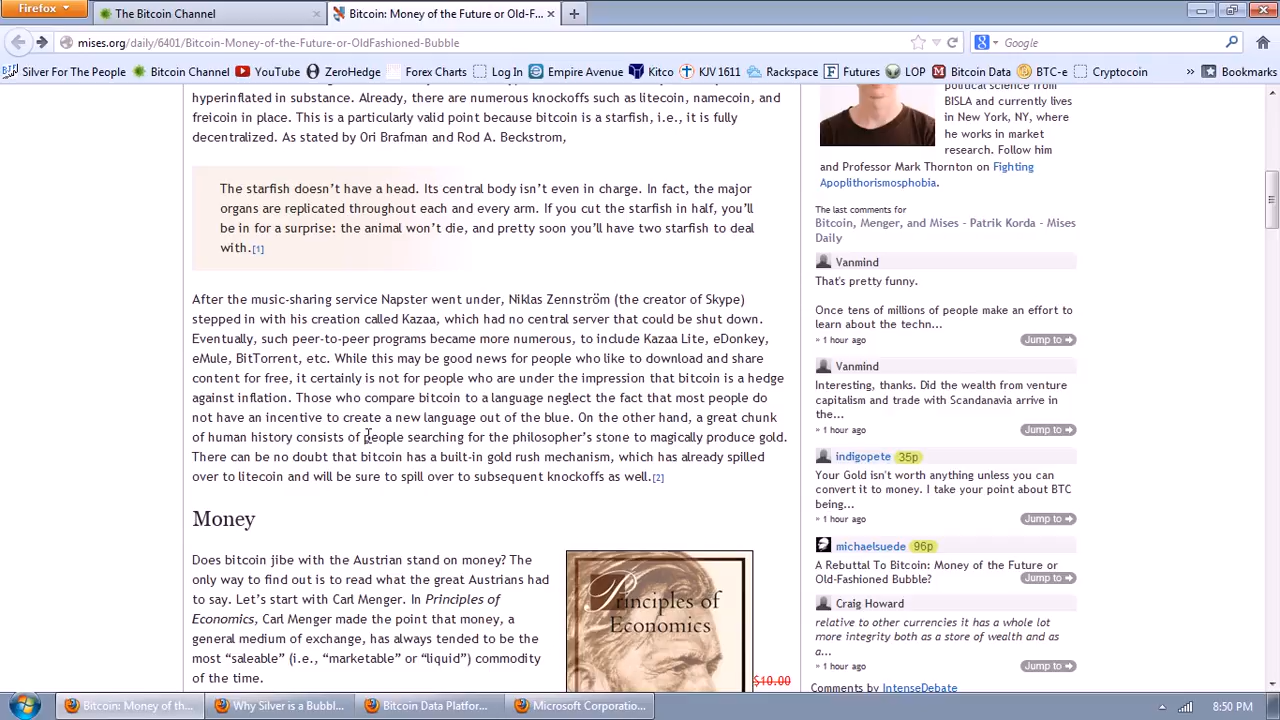 Firefox
The Bitcoin Channel
Bitcoin: Money of the Future or Old-F...
mises.org/daily/6401/Bitcoin-Money-of-the-Future-or-OldFashioned-Bubble
Google
Silver For The People
Bitcoin Channel
YouTube
ZeroHedge
Forex Charts
Log In
Empire Avenue
Kitco
KJV 1611
Rackspace
Futures
LOP
Bitcoin Data
BTC-e
Cryptocoin
»
Bookmarks
hyperinflated in substance. Already, there are numerous knockoffs such as litecoin, namecoin, and
freicoin in place. This is a particularly valid point because bitcoin is a starfish, i.e., it is fully
decentralized. As stated by Ori Brafman and Rod A. Beckstrom,
The starfish doesn't have a head. Its central body isn't even in charge. In fact, the major
organs are replicated throughout each and every arm. If you cut the starfish in half, you'll
be in for a surprise: the animal won't die, and pretty soon you'll have two starfish to deal
with.[1]
After the music-sharing service Napster went under, Niklas Zennström (the creator of Skype)
stepped in with his creation called Kazaa, which had no central server that could be shut down.
Eventually, such peer-to-peer programs became more numerous, to include Kazaa Lite, eDonkey,
eMule, BitTorrent, etc. While this may be good news for people who like to download and share
content for free, it certainly is not for people who are under the impression that bitcoin is a hedge
against inflation. Those who compare bitcoin to a language neglect the fact that most people do
not have an incentive to create a new language out of the blue. On the other hand, a great chunk
of human history consists of people searching for the philosopher's stone to magically produce gold.
There can be no doubt that bitcoin has a built-in gold rush mechanism, which has already spilled
over to litecoin and will be sure to spill over to subsequent knockoffs as well.[2]
Money
Does bitcoin jibe with the Austrian stand on money? The
only way to find out is to read what the great Austrians had
to say. Let's start with Carl Menger. In Principles of
Economics, Carl Menger made the point that money, a
general medium of exchange, has always tended to be the
most “saleable” (i.e., “marketable” or “liquid”) commodity
of the time.
Principles of
Economics
$10.00
political science from
BISLA and currently lives
in New York, NY, where
he works in market
research. Follow him
and Professor Mark Thornton on Fighting
Apoplithorismosphobia.
The last comments for
Bitcoin, Menger, and Mises - Patrik Korda - Mises
Daily
Vanmind
That's pretty funny.
Once tens of millions of people make an effort to
learn about the techn...
» 1 hour ago
Jump to
Vanmind
Interesting, thanks. Did the wealth from venture
capitalism and trade with Scandanavia arrive in
the...
» 1 hour ago
Jump to
indigopete 35p
Your Gold isn't worth anything unless you can
convert it to money. I take your point about BTC
being...
» 1 hour ago
Jump to
michaelsuede 96p
A Rebuttal To Bitcoin: Money of the Future or
Old-Fashioned Bubble?
» 1 hour ago
Jump to
Craig Howard
relative to other currencies it has a whole lot
more integrity both as a store of wealth and as
a...
» 1 hour ago
Jump to
Comments by IntenseDebate
Bitcoin: Money of th...
Why Silver is a Bubbl...
Bitcoin Data Platfor...
Microsoft Corporatio...
8:50 PM